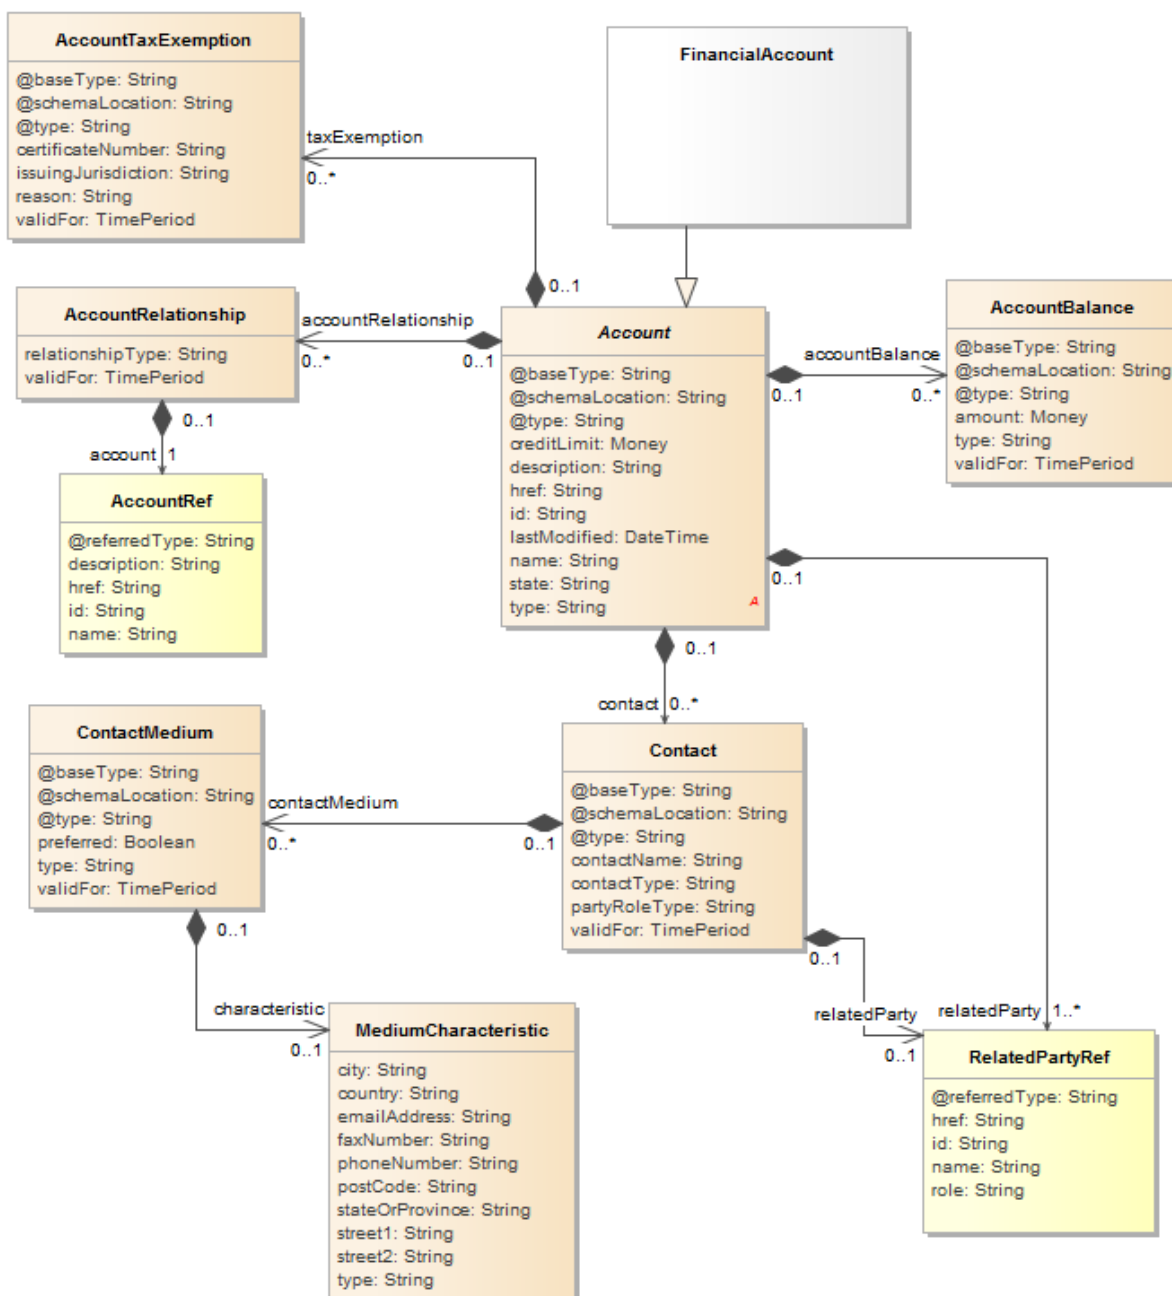 AccountTaxExemption
@baseType: String
@schemaLocation: String
@type: String
certificateNumber: String
issuingJurisdiction: String
reason: String
validFor: TimePeriod
FinancialAccount
taxExemption
0..*
0..1
AccountRelationship
relationshipType: String
validFor: TimePeriod
accountRelationship
0..*
0..1
Account
@baseType: String
@schemaLocation: String
@type: String
creditLimit: Money
description: String
href: String
id: String
lastModified: DateTime
name: String
state: String
type: String
A
accountBalance
0..1
0..*
AccountBalance
@baseType: String
@schemaLocation: String
@type: String
amount: Money
type: String
validFor: TimePeriod
0..1
account 1
AccountRef
@referredType: String
description: String
href: String
id: String
name: String
0..1
0..1
contact 0..*
ContactMedium
@baseType: String
@schemaLocation: String
@type: String
preferred: Boolean
type: String
validFor: TimePeriod
contactMedium
0..*
0..1
Contact
@baseType: String
@schemaLocation: String
@type: String
contactName: String
contactType: String
partyRoleType: String
validFor: TimePeriod
0..1
0..1
characteristic
0..1
MediumCharacteristic
city: String
country: String
emailAddress: String
faxNumber: String
phoneNumber: String
postCode: String
stateOrProvince: String
street1: String
street2: String
type: String
relatedParty
0..1
relatedParty 1..*
RelatedPartyRef
@referredType: String
href: String
id: String
name: String
role: String